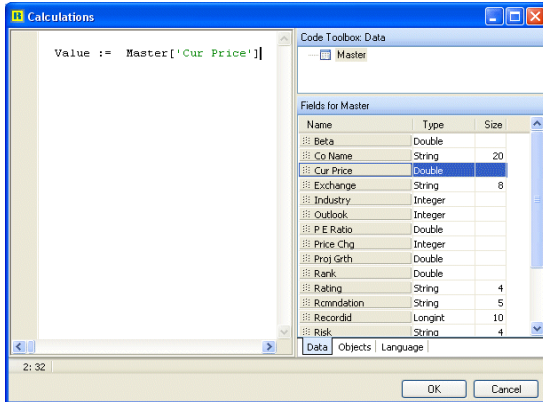 Calculations
Value := Master['Cur Price']
Code Toolbox: Data
Master
Fields for Master
Name Type Size
Beta Double
Co Name String 20
Cur Price Double
Exchange String 8
Industry Integer
Outlook Integer
P E Ratio Double
Price Chg Integer
Proj Grth Double
Rank Double
Rating String 4
Rcmndation String 5
Recordid Longint 10
Risk String 4
Data Objects Language
2: 32
OK Cancel